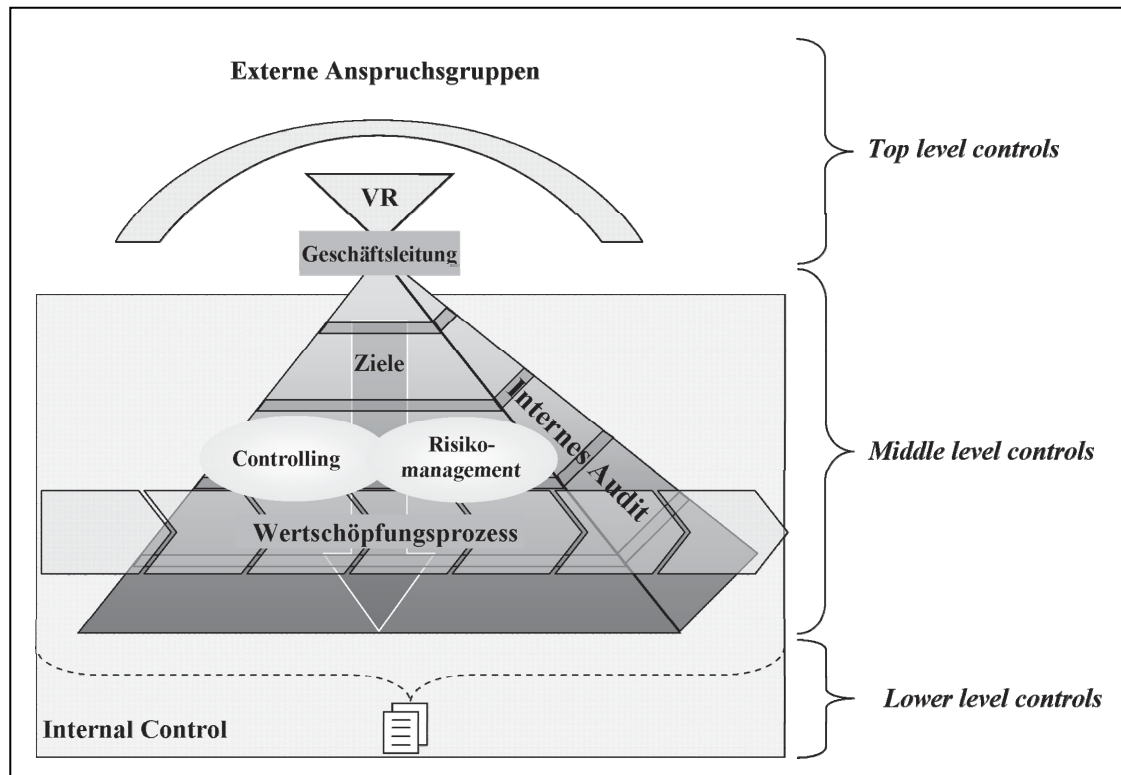 Externe Anspruchsgruppen
Top level controls
VR
Geschäftsleitung
Ziele
Internes Audit
Controlling
Risiko-
management
Middle level controls
Wertschöpfungsprozess
Lower level controls
Internal Control